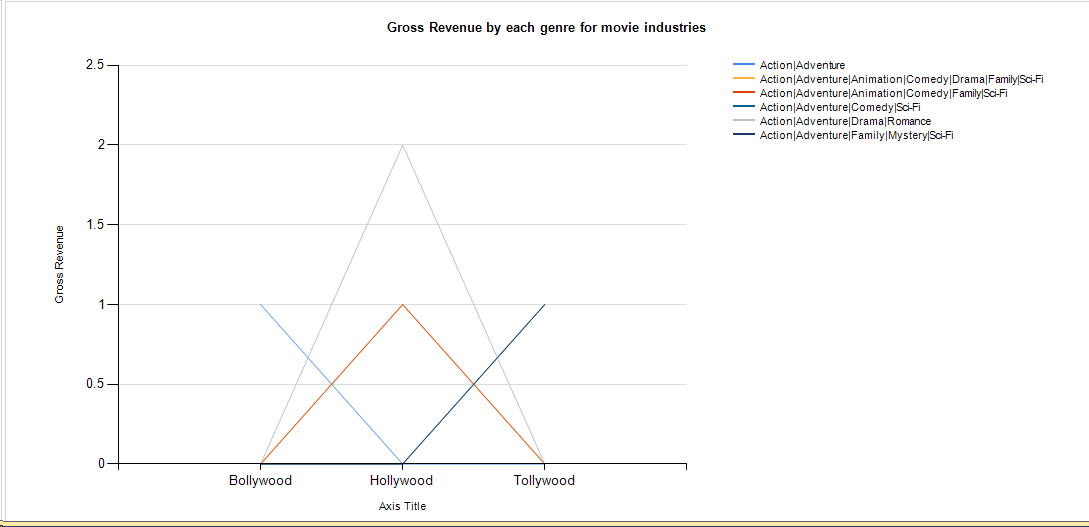 Gross Revenue by each genre for movie industries
2.5
2
1.5
1
0.5
0
Gross Revenue
Bollywood Hollywood Tollywood
Axis Title
Action|Adventure
Action|Adventure|Animation|Comedy|Drama|Family|Sci-Fi
Action|Adventure|Animation|Comedy|Family|Sci-Fi
Action|Adventure|Comedy|Sci-Fi
Action|Adventure|Drama|Romance
Action|Adventure|Family|Mystery|Sci-Fi